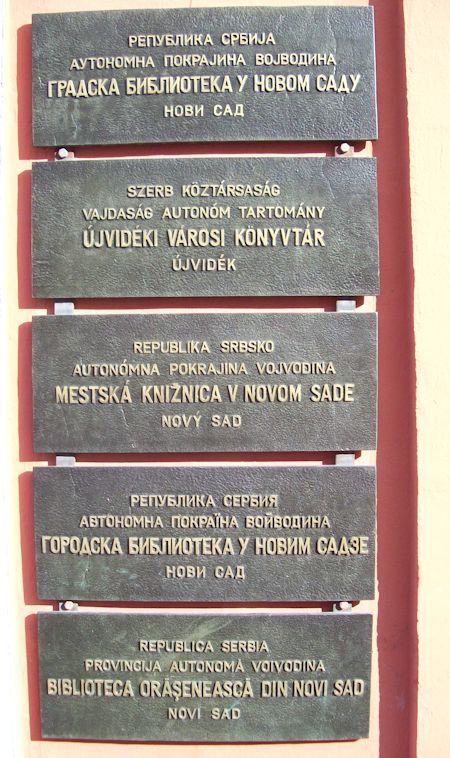 РЕПУБЛИКА СРБИЈА
АУТОНОМНА ПОКРАЈИНА ВОЈВОДИНА
ГРАДСКА БИБЛИОТЕКА У НОВОМ САДУ
НОВИ САД
SZERB KÖZTÁRSASÁG
VAJDASÁG AUTONÓM TARTOMÁNY
ÚJVIDÉKI VÁROSI KÖNYVTÁR
ÚJVIDÉK
REPUBLIKA SRBSKO
AUTONÓMNA POKRAJINA VOJVODINA
MESTSKÁ KNIŽNICA V NOVOM SADE
NOVÝ SAD
РЕПУБЛИКА СЕРБИЯ
АВТОНОМНА ПОКРАЇНА ВОЙВОДИНА
ГОРОДСКА БИБЛИОТЕКА У НОВИМ САДЗЕ
НОВИ САД
REPUBLICA SERBIA
PROVINCIJA AUTONOMĂ VOIVODINA
BIBLIOTECA ORĂŞENEASCĂ DIN NOVI SAD
NOVI SAD